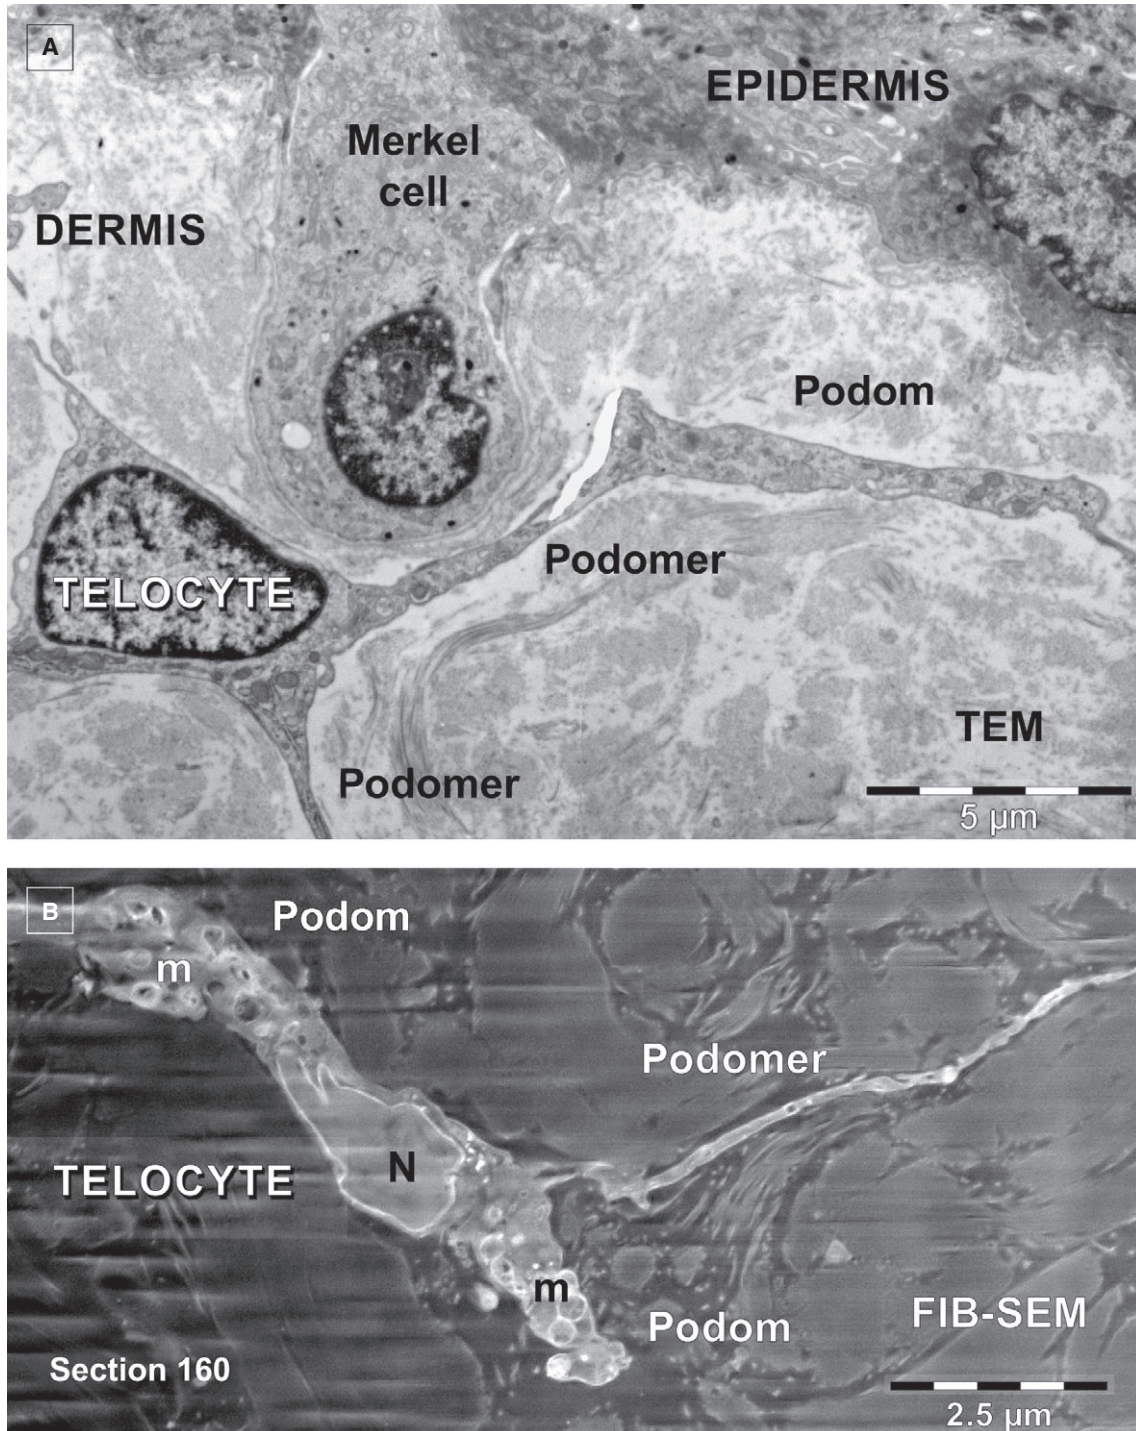 A
EPIDERMIS
Merkel
cell
DERMIS
Podom
Podomer
TELOCYTE
TEM
Podomer
5 µm
B
Podom
m
Podomer
N
TELOCYTE
m
Podom
FIB-SEM
Section 160
2.5 µm